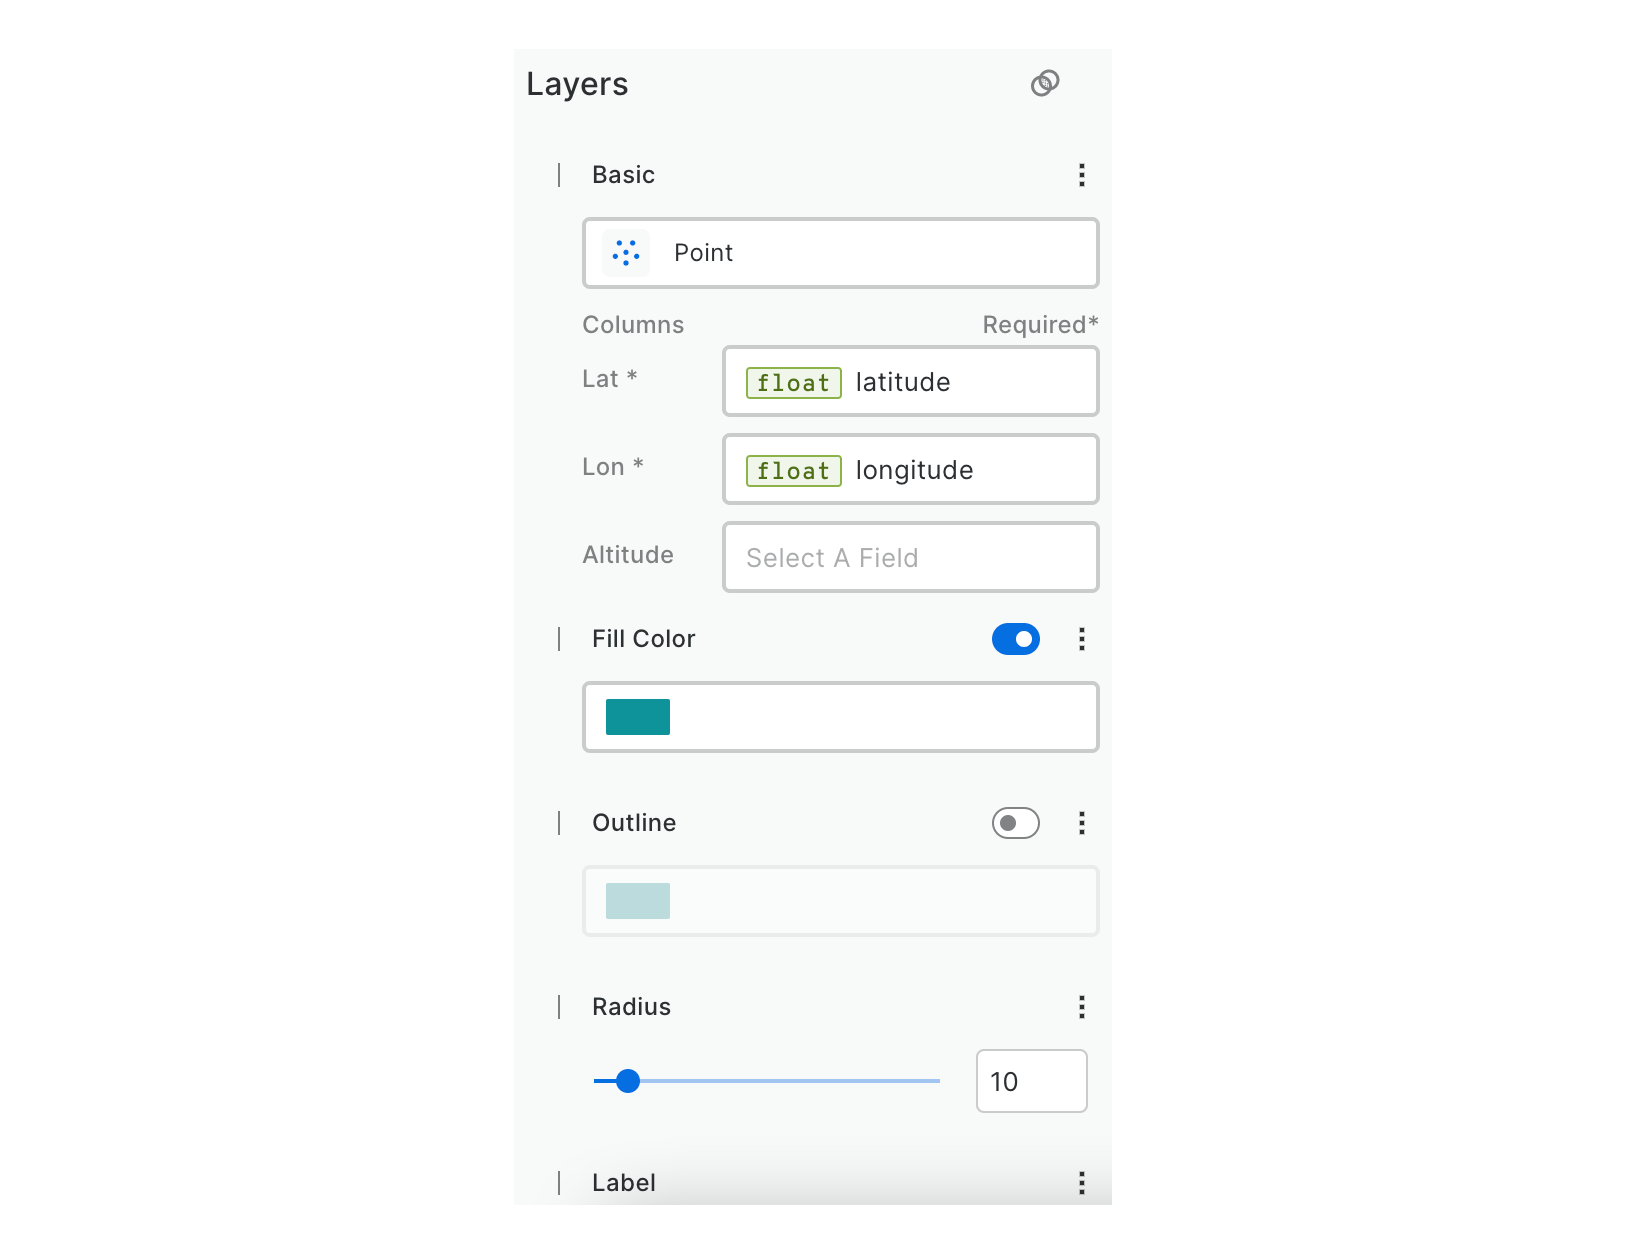 Layers
Basic
Point
Columns Required*
Lat * float latitude
Lon * float longitude
Altitude Select A Field
Fill Color
Outline
Radius
10
Label